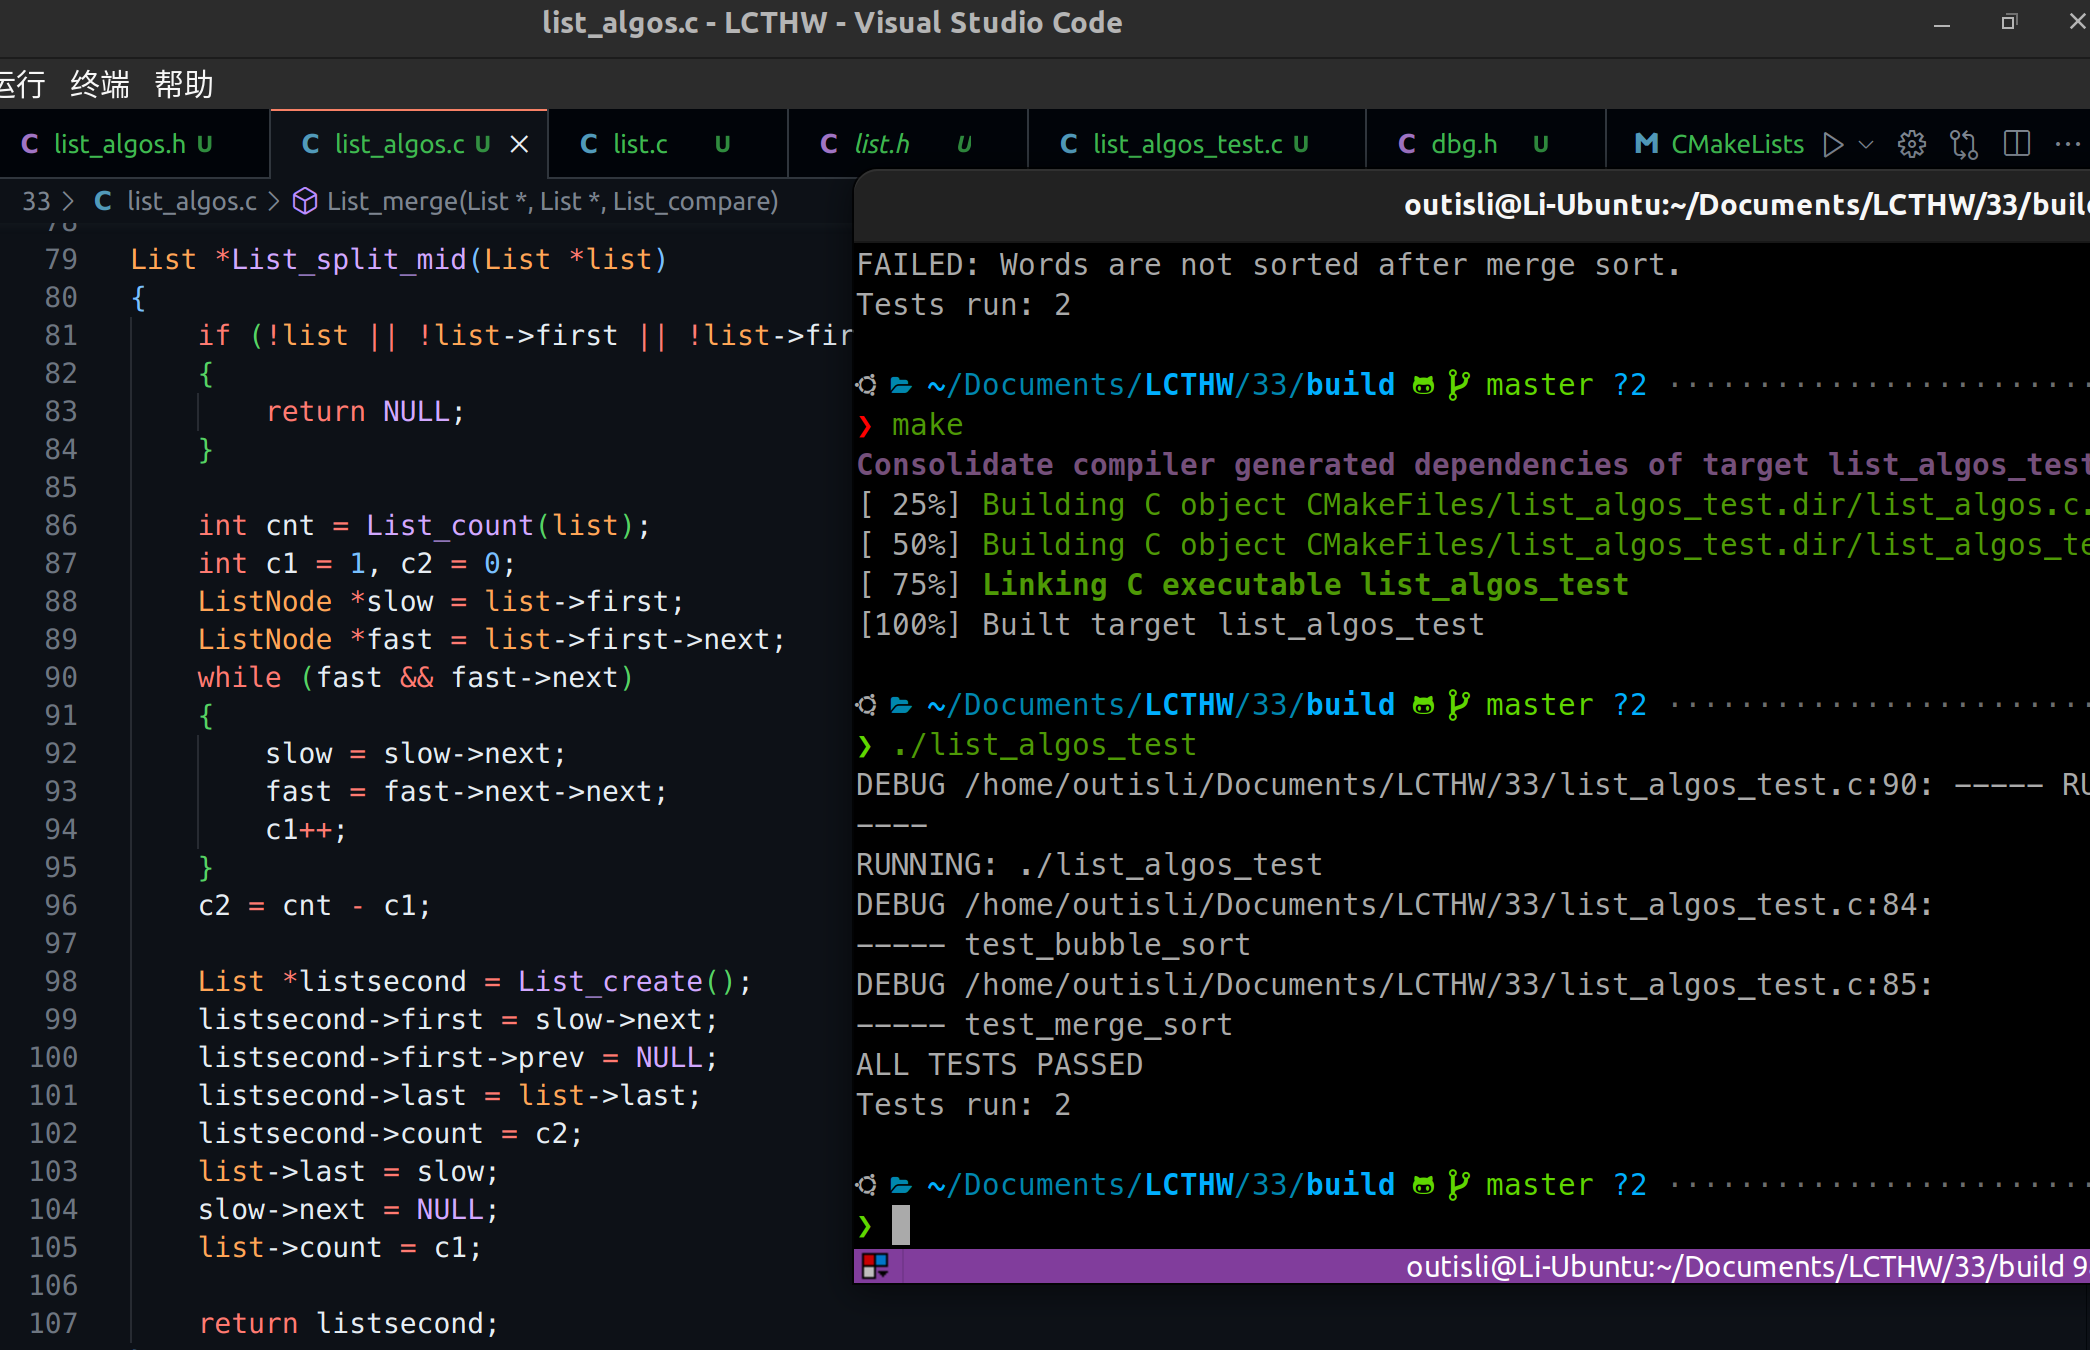 list_algos.c - LCTHW - Visual Studio Code
运行 终端 帮助
list_algos.h U list_algos.c U list.c U list.h U list_algos_test.c U dbg.h U CMakeLists
33 > C list_algos.c > List_merge(List *, List *, List_compare)
78
79 List *List_split_mid(List *list)
80 {
81 if (!list || !list->first || !list->fir
82 {
83 return NULL;
84 }
85
86 int cnt = List_count(list);
87 int c1 = 1, c2 = 0;
88 ListNode *slow = list->first;
89 ListNode *fast = list->first->next;
90 while (fast && fast->next)
91 {
92 slow = slow->next;
93 fast = fast->next->next;
94 c1++;
95 }
96 c2 = cnt - c1;
97
98 List *listsecond = List_create();
99 listsecond->first = slow->next;
100 listsecond->first->prev = NULL;
101 listsecond->last = list->last;
102 listsecond->count = c2;
103 list->last = slow;
104 slow->next = NULL;
105 list->count = c1;
106
107 return listsecond;
outisli@Li-Ubuntu:~/Documents/LCTHW/33/build
FAILED: Words are not sorted after merge sort.
Tests run: 2
~/Documents/LCTHW/33/build master ?2
❯ make
Consolidate compiler generated dependencies of target list_algos_test
[ 25%] Building C object CMakeFiles/list_algos_test.dir/list_algos.c.
[ 50%] Building C object CMakeFiles/list_algos_test.dir/list_algos_te
[ 75%] Linking C executable list_algos_test
[100%] Built target list_algos_test
~/Documents/LCTHW/33/build master ?2
❯ ./list_algos_test
DEBUG /home/outisli/Documents/LCTHW/33/list_algos_test.c:90: ----- RU
----
RUNNING: ./list_algos_test
DEBUG /home/outisli/Documents/LCTHW/33/list_algos_test.c:84:
----- test_bubble_sort
DEBUG /home/outisli/Documents/LCTHW/33/list_algos_test.c:85:
----- test_merge_sort
ALL TESTS PASSED
Tests run: 2
~/Documents/LCTHW/33/build master ?2
❯
outisli@Li-Ubuntu:~/Documents/LCTHW/33/build 9